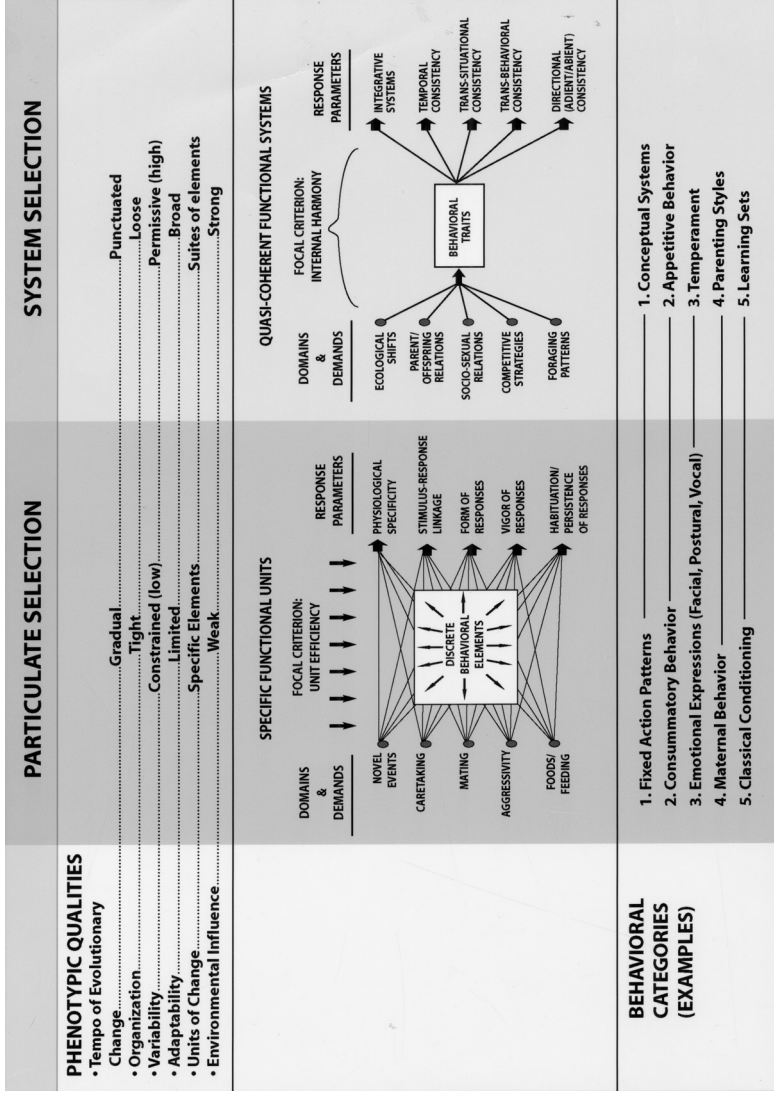 PARTICULATE SELECTION
SYSTEM SELECTION
PHENOTYPIC QUALITIES
• Tempo of Evolutionary
Change......Gradual......Punctuated
• Organization......Tight......Loose
• Variability......Constrained (low)......Permissive (high)
• Adaptability......Limited......Broad
• Units of Change......Specific Elements......Suites of elements
• Environmental Influence......Weak......Strong
SPECIFIC FUNCTIONAL UNITS
DOMAINS
&
DEMANDS
FOCAL CRITERION:
UNIT EFFICIENCY
RESPONSE
PARAMETERS
NOVEL
EVENTS
CARETAKING
MATING
AGGRESSIVITY
FOODS/
FEEDING
DISCRETE
BEHAVIORAL
ELEMENTS
PHYSIOLOGICAL
SPECIFICITY
STIMULUS-RESPONSE
LINKAGE
FORM OF
RESPONSES
VIGOR OF
RESPONSES
HABITUATION/
PERSISTENCE
OF RESPONSES
QUASI-COHERENT FUNCTIONAL SYSTEMS
DOMAINS
&
DEMANDS
FOCAL CRITERION:
INTERNAL HARMONY
RESPONSE
PARAMETERS
ECOLOGICAL
SHIFTS
PARENT/
OFFSPRING
RELATIONS
SOCIO-SEXUAL
RELATIONS
COMPETITIVE
STRATEGIES
FORAGING
PATTERNS
BEHAVIORAL
TRAITS
INTEGRATIVE
SYSTEMS
TEMPORAL
CONSISTENCY
TRANS-SITUATIONAL
CONSISTENCY
TRANS-BEHAVIORAL
CONSISTENCY
DIRECTIONAL
(ADIENT/ABIENT)
CONSISTENCY
BEHAVIORAL
CATEGORIES
(EXAMPLES)
1. Fixed Action Patterns
1. Conceptual Systems
2. Consummatory Behavior
2. Appetitive Behavior
3. Emotional Expressions (Facial, Postural, Vocal)
3. Temperament
4. Maternal Behavior
4. Parenting Styles
5. Classical Conditioning
5. Learning Sets